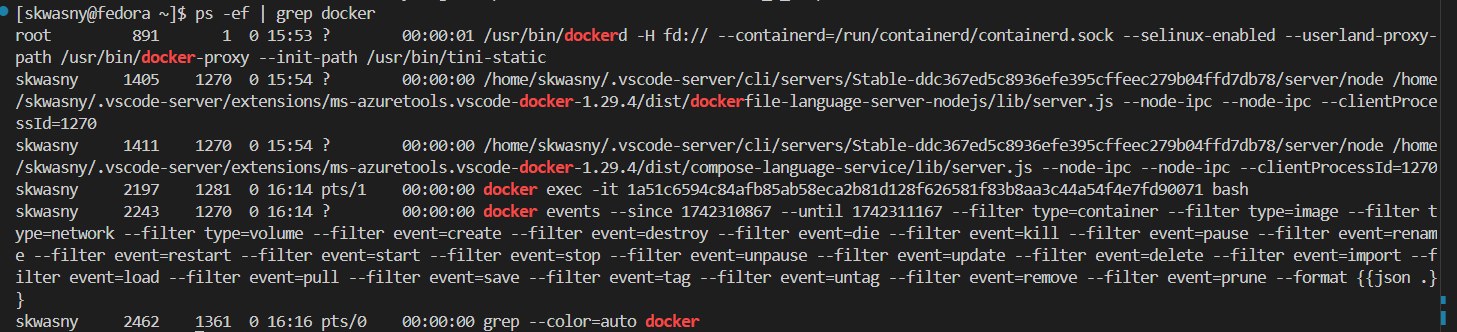 [skwasny@fedora ~]$ ps -ef | grep docker
root         891       1  0 15:53 ?        00:00:01 /usr/bin/dockerd -H fd:// --containerd=/run/containerd/containerd.sock --selinux-enabled --userland-proxy-
path /usr/bin/docker-proxy --init-path /usr/bin/tini-static
skwasny     1405    1270  0 15:54 ?        00:00:00 /home/skwasny/.vscode-server/cli/servers/Stable-ddc367ed5c8936efe395cffeec279b04ffd7db78/server/node /home
/skwasny/.vscode-server/extensions/ms-azuretools.vscode-docker-1.29.4/dist/dockerfile-language-server-nodejs/lib/server.js --node-ipc --node-ipc --clientProce
ssId=1270
skwasny     1411    1270  0 15:54 ?        00:00:00 /home/skwasny/.vscode-server/cli/servers/Stable-ddc367ed5c8936efe395cffeec279b04ffd7db78/server/node /home
/skwasny/.vscode-server/extensions/ms-azuretools.vscode-docker-1.29.4/dist/compose-language-service/lib/server.js --node-ipc --node-ipc --clientProcessId=1270
skwasny     2197    1281  0 16:14 pts/1    00:00:00 docker exec -it 1a51c6594c84afb85ab58eca2b81d128f626581f83b8aa3c44a54f4e7fd90071 bash
skwasny     2243    1270  0 16:14 ?        00:00:00 docker events --since 1742310867 --until 1742311167 --filter type=container --filter type=image --filter t
ype=network --filter type=volume --filter event=create --filter event=destroy --filter event=die --filter event=kill --filter event=pause --filter event=renam
e --filter event=restart --filter event=start --filter event=stop --filter event=unpause --filter event=update --filter event=delete --filter event=import --f
ilter event=load --filter event=pull --filter event=save --filter event=tag --filter event=untag --filter event=remove --filter event=prune --format {{json .}
}
skwasny     2462    1361  0 16:16 pts/0    00:00:00 grep --color=auto docker